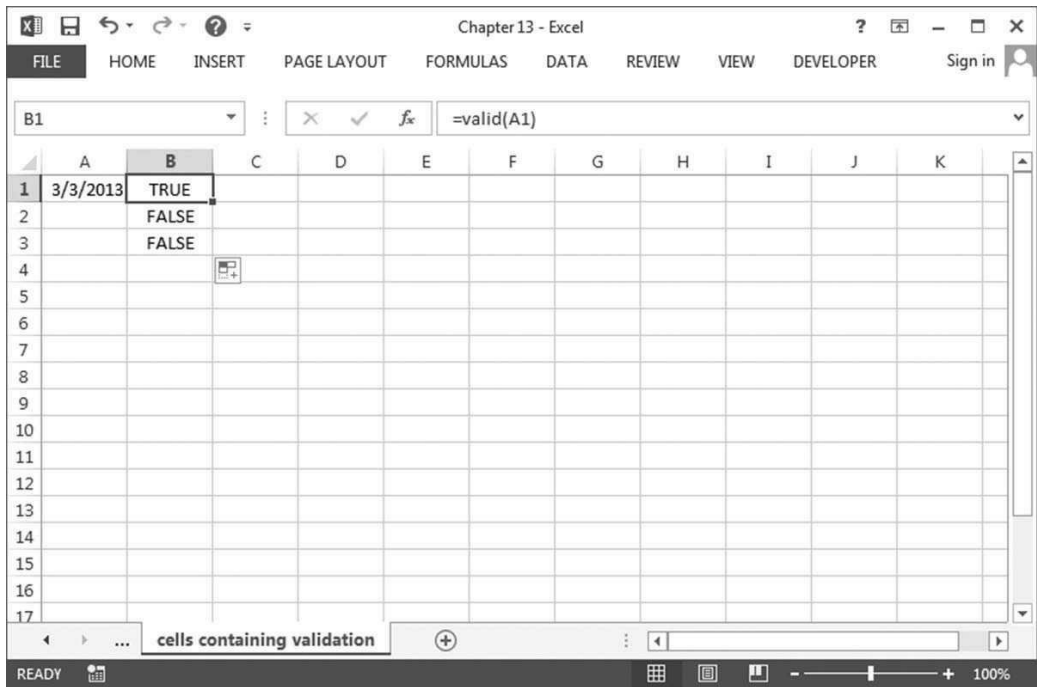 Chapter 13 - Excel
FILE HOME INSERT PAGE LAYOUT FORMULAS DATA REVIEW VIEW DEVELOPER Sign in
B1 fx =valid(A1)
A B C D E F G H I J K
1 3/3/2013 TRUE
2 FALSE
3 FALSE
4
5
6
7
8
9
10
11
12
13
14
15
16
17
... cells containing validation
READY 100%